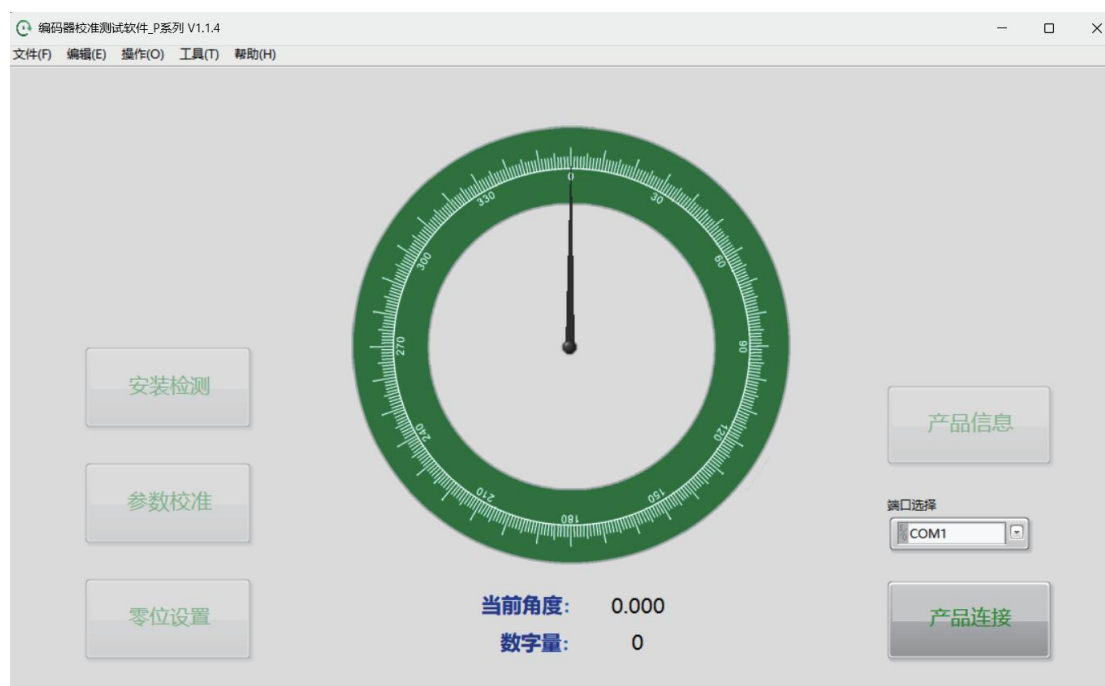 编码器校准测试软件_P系列 V1.1.4
文件(F) 编辑(E) 操作(O) 工具(T) 帮助(H)
0
30
60
90
120
150
180
210
240
270
300
330
安装检测
参数校准
零位设置
当前角度: 0.000
数字量: 0
产品信息
端口选择
COM1
产品连接